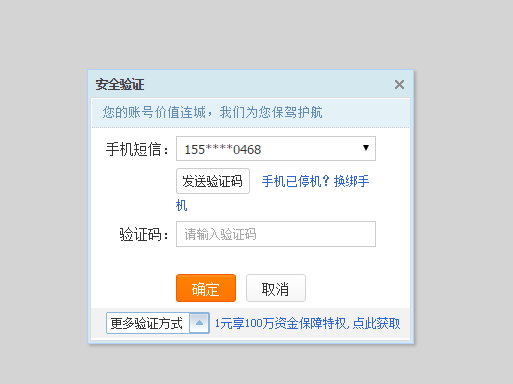 安全验证
您的账号价值连城，我们为您保驾护航
手机短信： 155****0468
发送验证码 手机已停机？换绑手
机
验证码： 请输入验证码
确定 取消
更多验证方式 1元享100万资金保障特权,点此获取